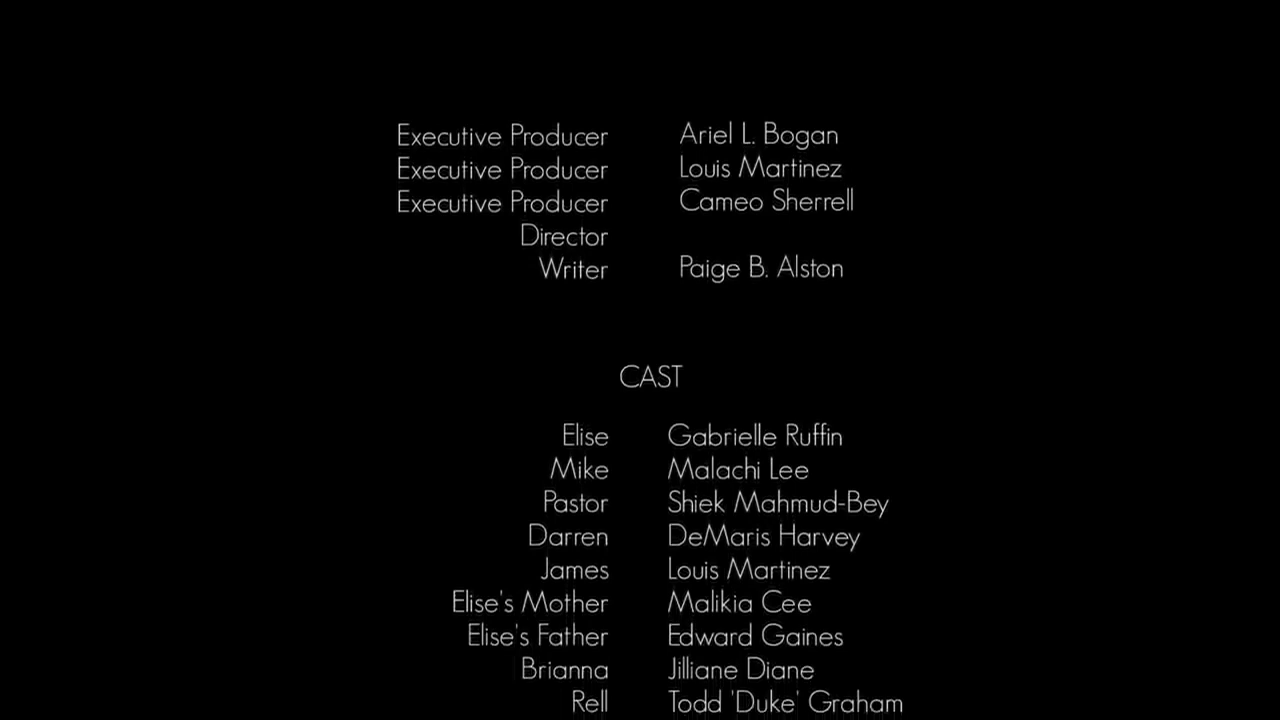 Executive Producer Ariel L. Bogan
Executive Producer Louis Martinez
Executive Producer Cameo Sherrell
Director
Writer Paige B. Alston
CAST
Elise Gabrielle Ruffin
Mike Malachi Lee
Pastor Shiek Mahmud-Bey
Darren DeMaris Harvey
James Louis Martinez
Elise's Mother Malikia Cee
Elise's Father Edward Gaines
Brianna Jilliane Diane
Rell Todd 'Duke' Graham